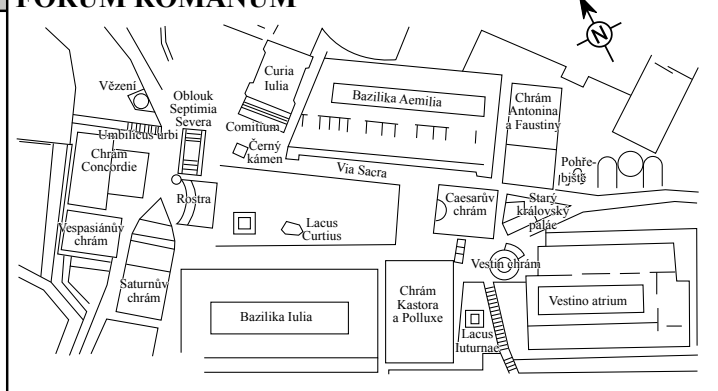 FORUM ROMANUM
N
Vězení
Oblouk
Septimia
Severa
Curia
Iulia
Bazilika Aemilia
Chrám
Antonina
a Faustiny
Umbilicus urbi
Comitium
Černý
kámen
Chrám
Concordie
Via Sacra
Pohře-
biště
Rostra
Caesarův
chrám
Starý
královský
palác
Lacus
Curtius
Vespasiánův
chrám
Vestin chrám
Saturnův
chrám
Chrám
Kastora
a Polluxe
Vestino atrium
Bazilika Iulia
Lacus
Iuturnae